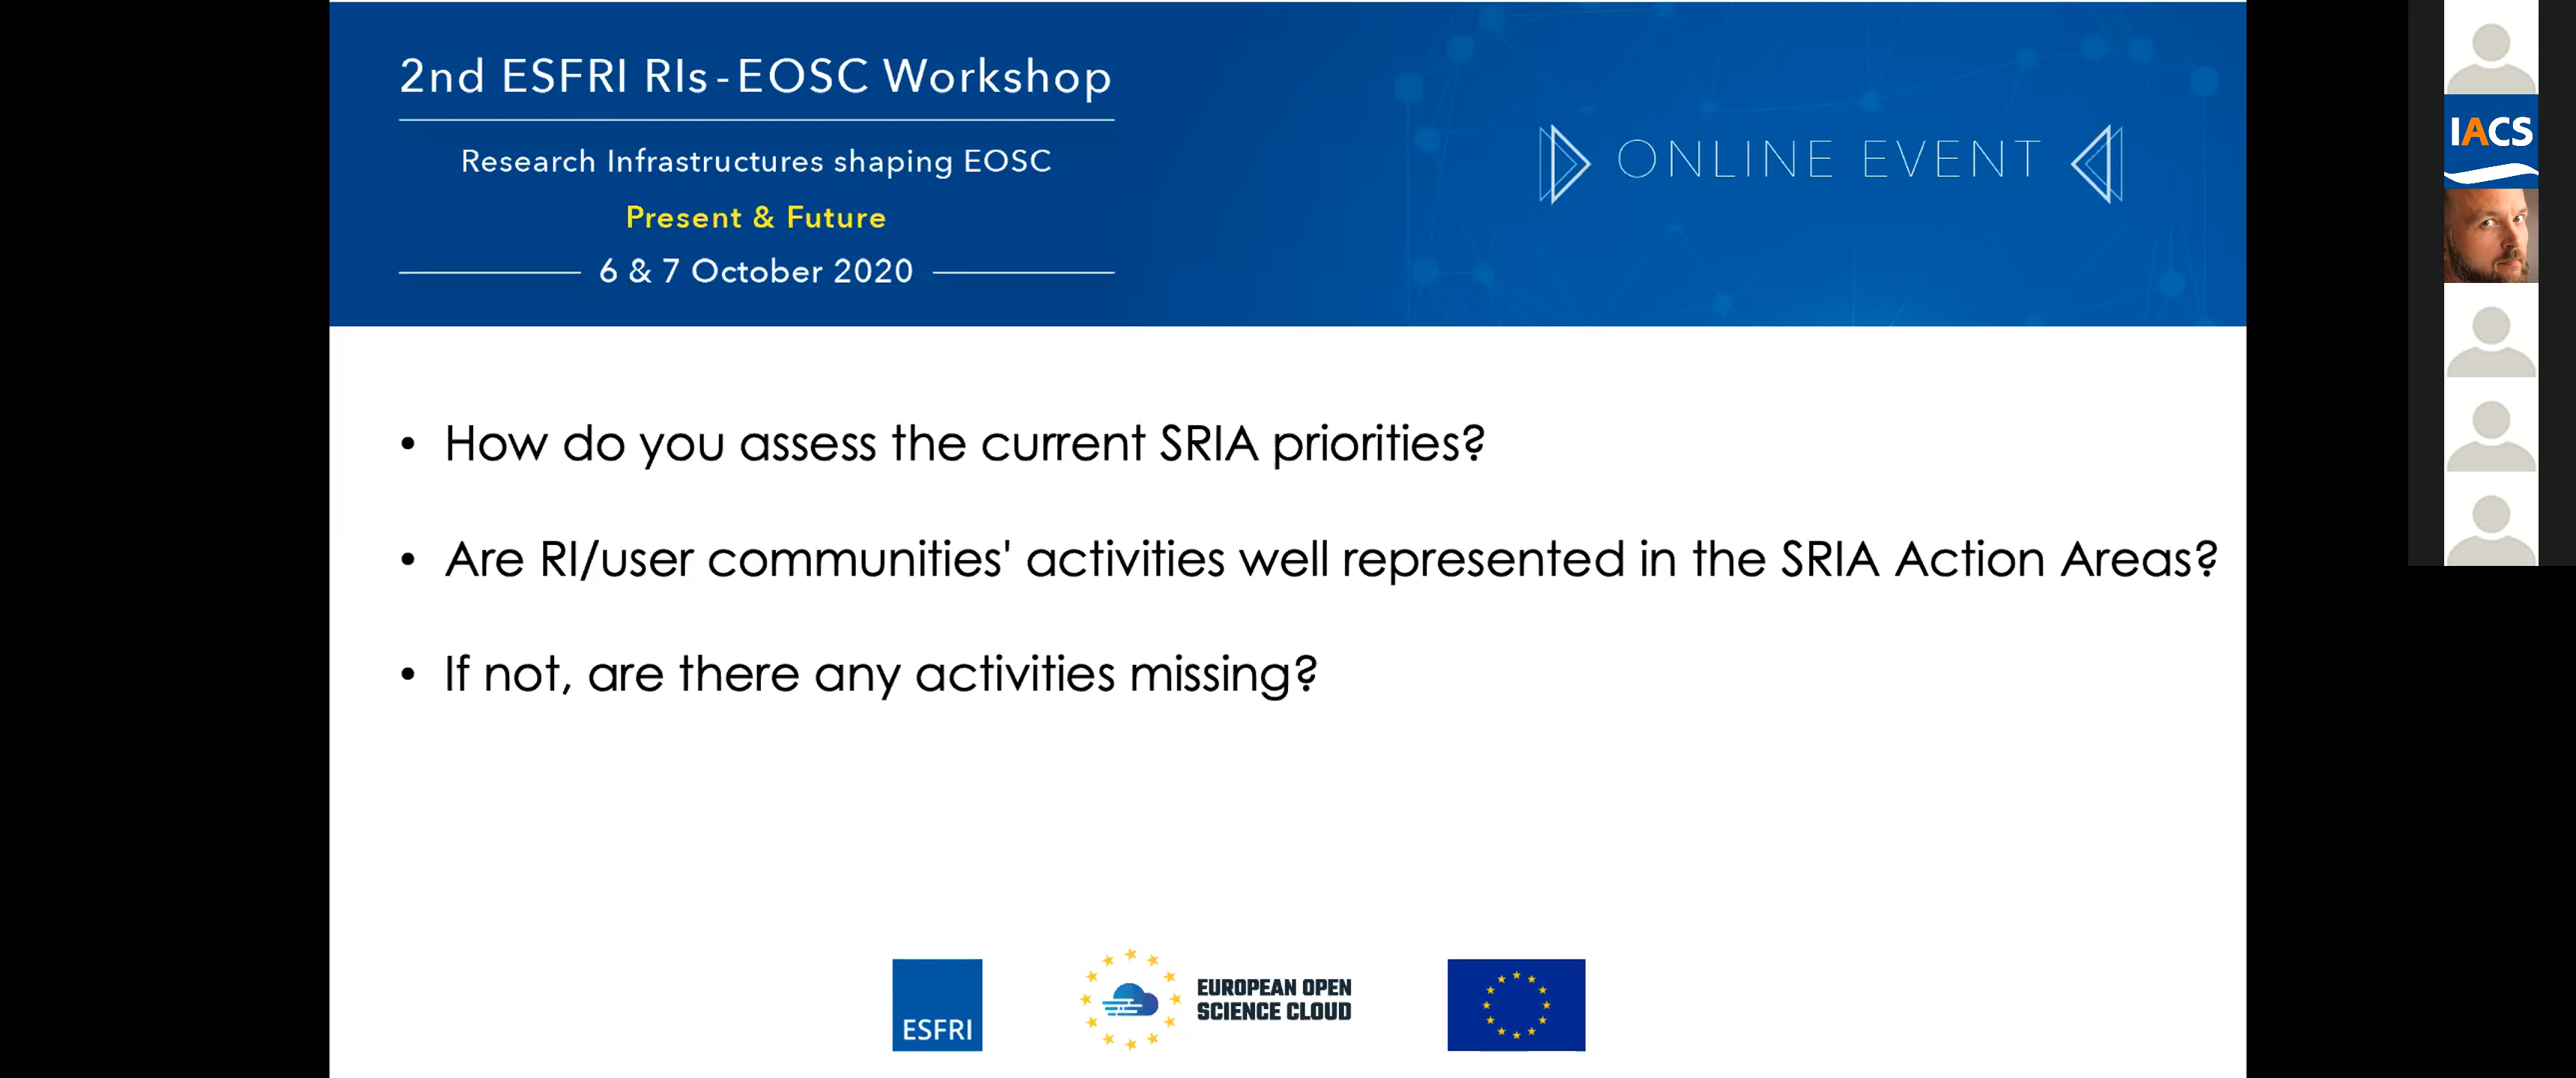 2nd ESFRI RIs-EOSC Workshop
Research Infrastructures shaping EOSC
Present & Future
6 & 7 October 2020
ONLINE EVENT
IACS
• How do you assess the current SRIA priorities?
• Are RI/user communities' activities well represented in the SRIA Action Areas?
• If not, are there any activities missing?
ESFRI
EUROPEAN OPEN
SCIENCE CLOUD